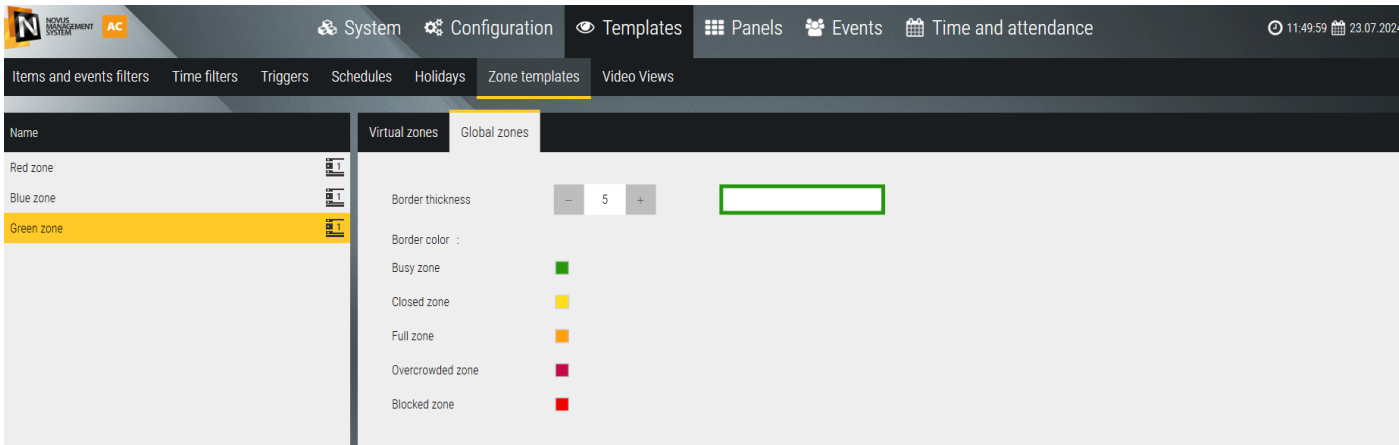 N NOVUS MANAGEMENT SYSTEM AC
System Configuration Templates Panels Events Time and attendance 11:49:59 23.07.2024
Items and events filters Time filters Triggers Schedules Holidays Zone templates Video Views
Name
Virtual zones Global zones
Red zone 1
Blue zone 1
Border thickness − 5 +
Green zone 1
Border color :
Busy zone
Closed zone
Full zone
Overcrowded zone
Blocked zone